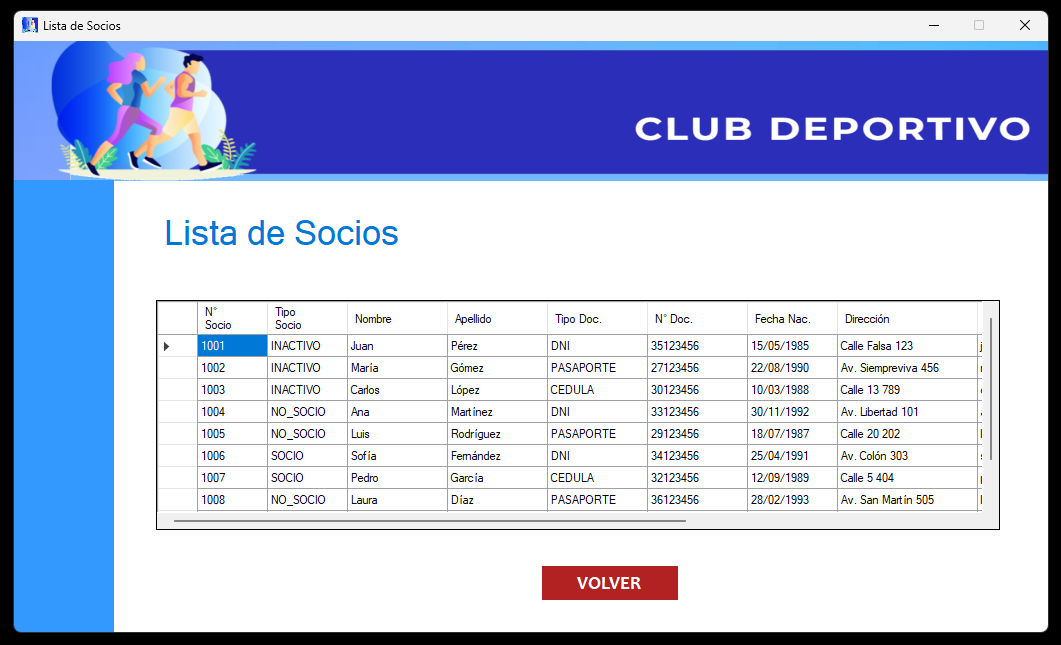 Lista de Socios
CLUB DEPORTIVO
Lista de Socios
N° Socio Tipo Socio Nombre Apellido Tipo Doc. N° Doc. Fecha Nac. Dirección
1001 INACTIVO Juan Pérez DNI 35123456 15/05/1985 Calle Falsa 123
1002 INACTIVO María Gómez PASAPORTE 27123456 22/08/1990 Av. Siempreviva 456
1003 INACTIVO Carlos López CEDULA 30123456 10/03/1988 Calle 13 789
1004 NO_SOCIO Ana Martínez DNI 33123456 30/11/1992 Av. Libertad 101
1005 NO_SOCIO Luis Rodríguez PASAPORTE 29123456 18/07/1987 Calle 20 202
1006 SOCIO Sofía Fernández DNI 34123456 25/04/1991 Av. Colón 303
1007 SOCIO Pedro García CEDULA 32123456 12/09/1989 Calle 5 404
1008 NO_SOCIO Laura Díaz PASAPORTE 36123456 28/02/1993 Av. San Martín 505
VOLVER